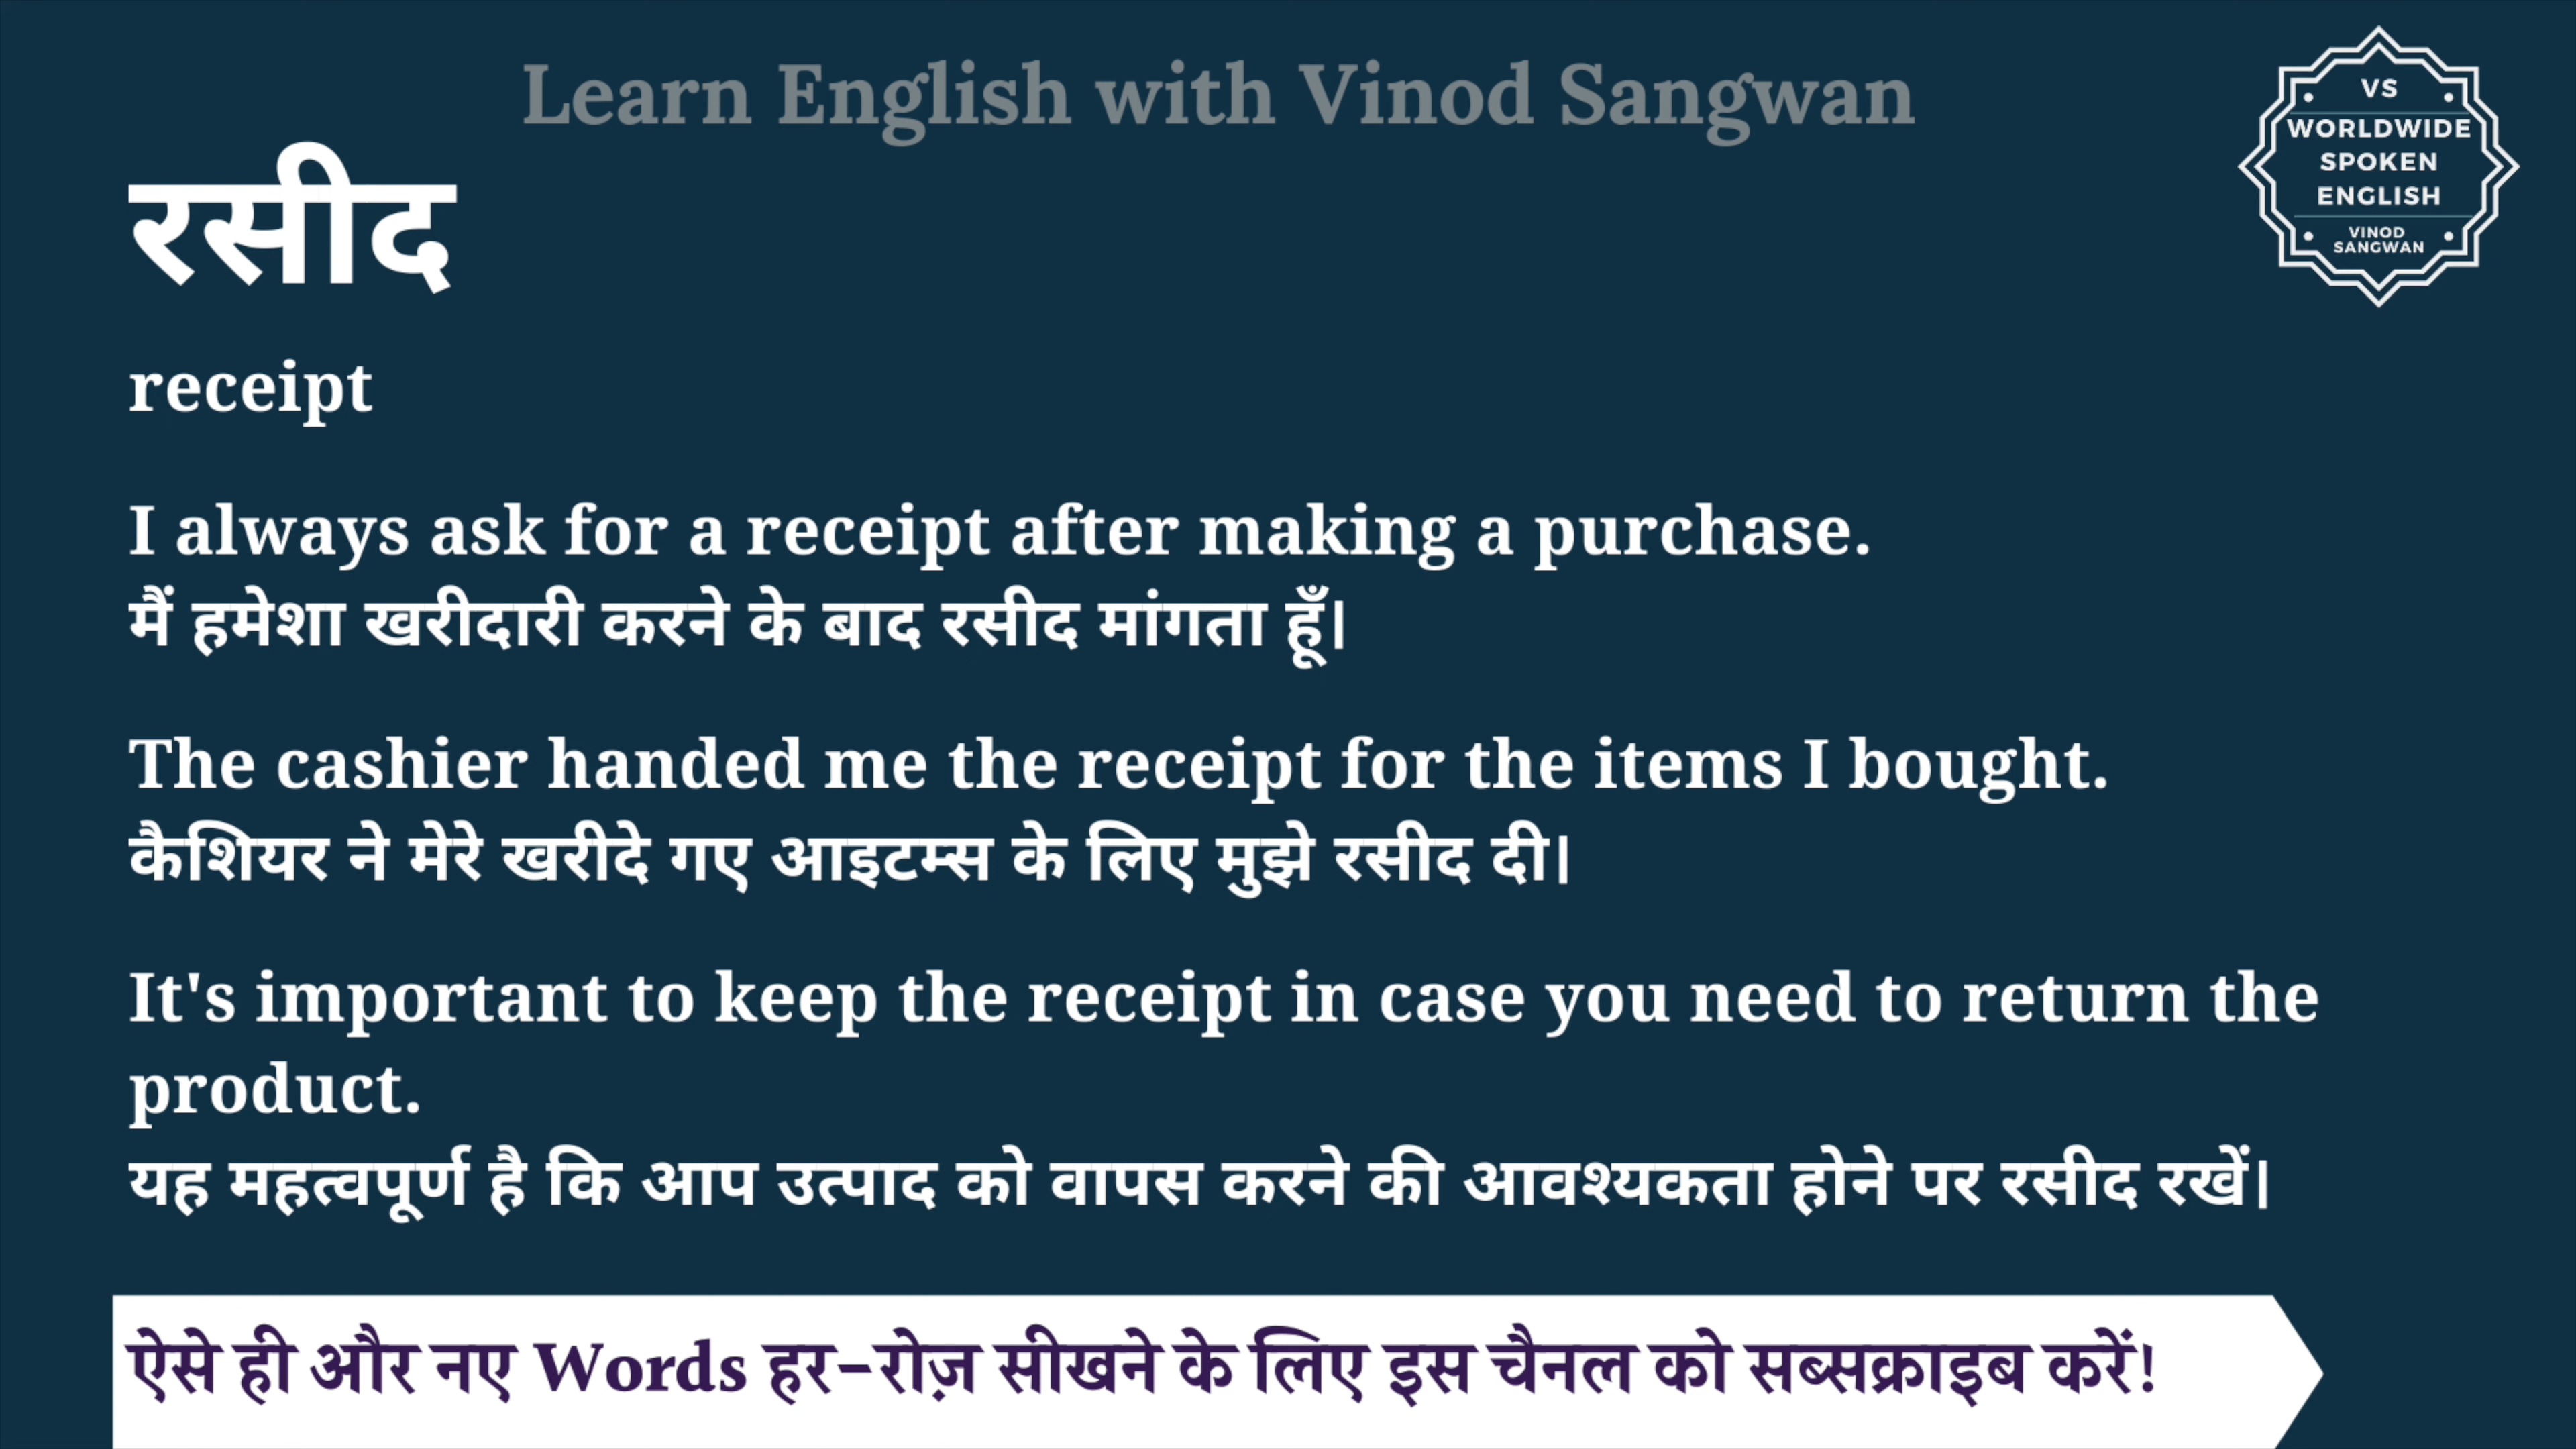 Learn English with Vinod Sangwan
VS
WORLDWIDE
SPOKEN
ENGLISH
VINOD
SANGWAN
रसीद
receipt
I always ask for a receipt after making a purchase.
मैं हमेशा खरीदारी करने के बाद रसीद मांगता हूँ।
The cashier handed me the receipt for the items I bought.
कैशियर ने मेरे खरीदे गए आइटम्स के लिए मुझे रसीद दी।
It's important to keep the receipt in case you need to return the
product.
यह महत्वपूर्ण है कि आप उत्पाद को वापस करने की आवश्यकता होने पर रसीद रखें।
ऐसे ही और नए Words हर-रोज़ सीखने के लिए इस चैनल को सब्सक्राइब करें!